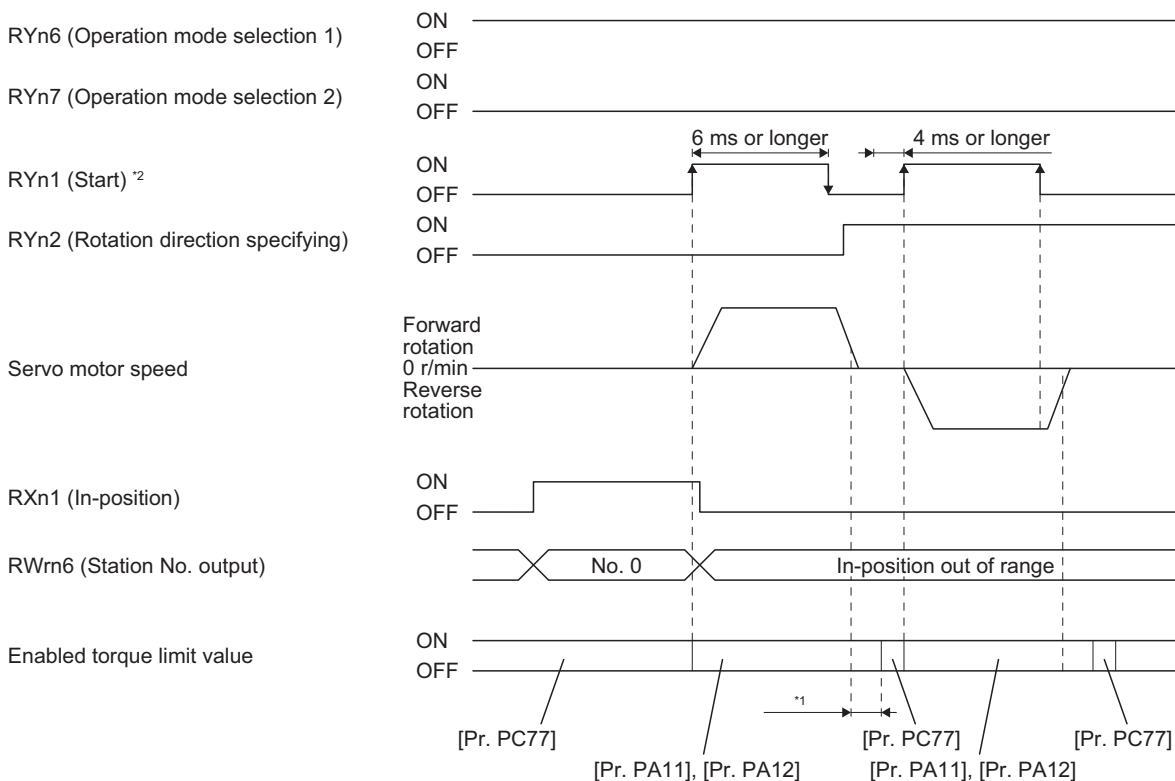 RYn6 (Operation mode selection 1)
ON
OFF
RYn7 (Operation mode selection 2)
ON
OFF
6 ms or longer
4 ms or longer
RYn1 (Start) *2
ON
OFF
RYn2 (Rotation direction specifying)
ON
OFF
Servo motor speed
Forward
rotation
0 r/min
Reverse
rotation
RXn1 (In-position)
ON
OFF
RWrn6 (Station No. output)
No. 0
In-position out of range
Enabled torque limit value
ON
OFF
*1
[Pr. PC77]
[Pr. PC77]
[Pr. PC77]
[Pr. PA11], [Pr. PA12]
[Pr. PA11], [Pr. PA12]